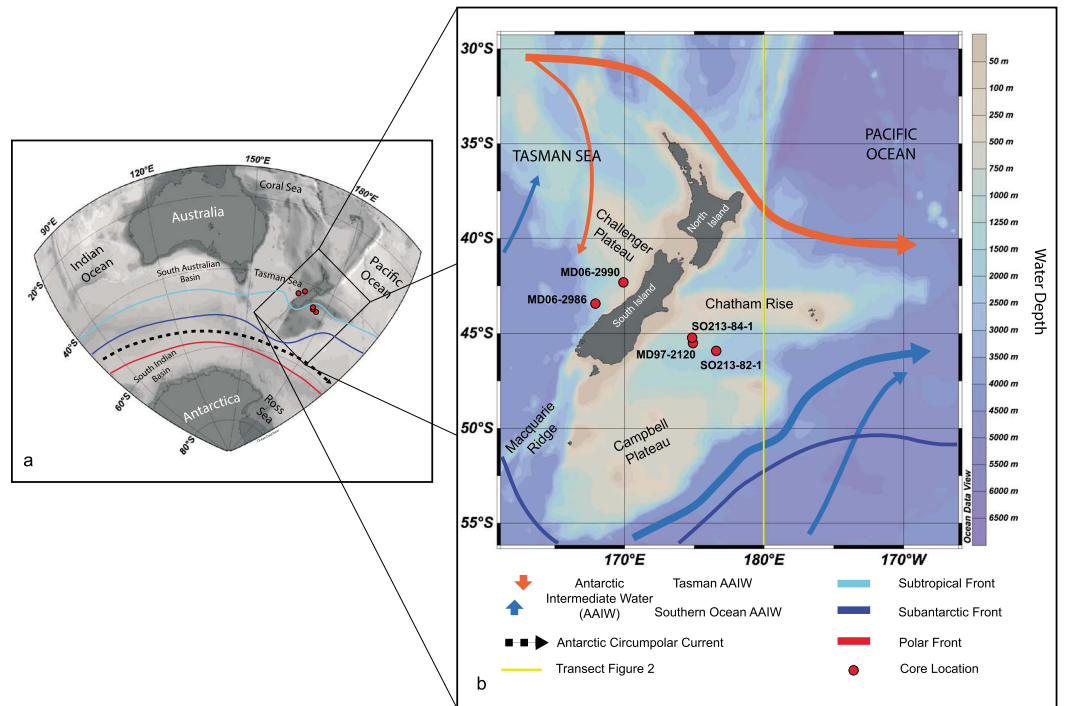 120°E
150°E
180°E
90°E
Coral Sea
Australia
Indian
Ocean
Pacific
Ocean
20°S
South Australian
Basin
Tasman Sea
40°S
South Indian
Basin
60°S
Antarctica
Ross
Sea
80°S
a
30°S
35°S
40°S
45°S
50°S
55°S
TASMAN SEA
PACIFIC
OCEAN
North
Island
Challenger
Plateau
MD06-2990
MD06-2986
South Island
Chatham Rise
SO213-84-1
MD97-2120
SO213-82-1
Macquarie
Ridge
Campbell
Plateau
170°E
180°E
170°W
50 m
100 m
500 m
750 m
1000 m
1250 m
1500 m
2000 m
2500 m
3000 m
3500 m
4000 m
4500 m
5000 m
5500 m
6000 m
6500 m
Water Depth
Ocean Data View
Antarctic
Intermediate Water
(AAIW)
Tasman AAIW
Southern Ocean AAIW
Antarctic Circumpolar Current
Transect Figure 2
Subtropical Front
Subantarctic Front
Polar Front
Core Location
b